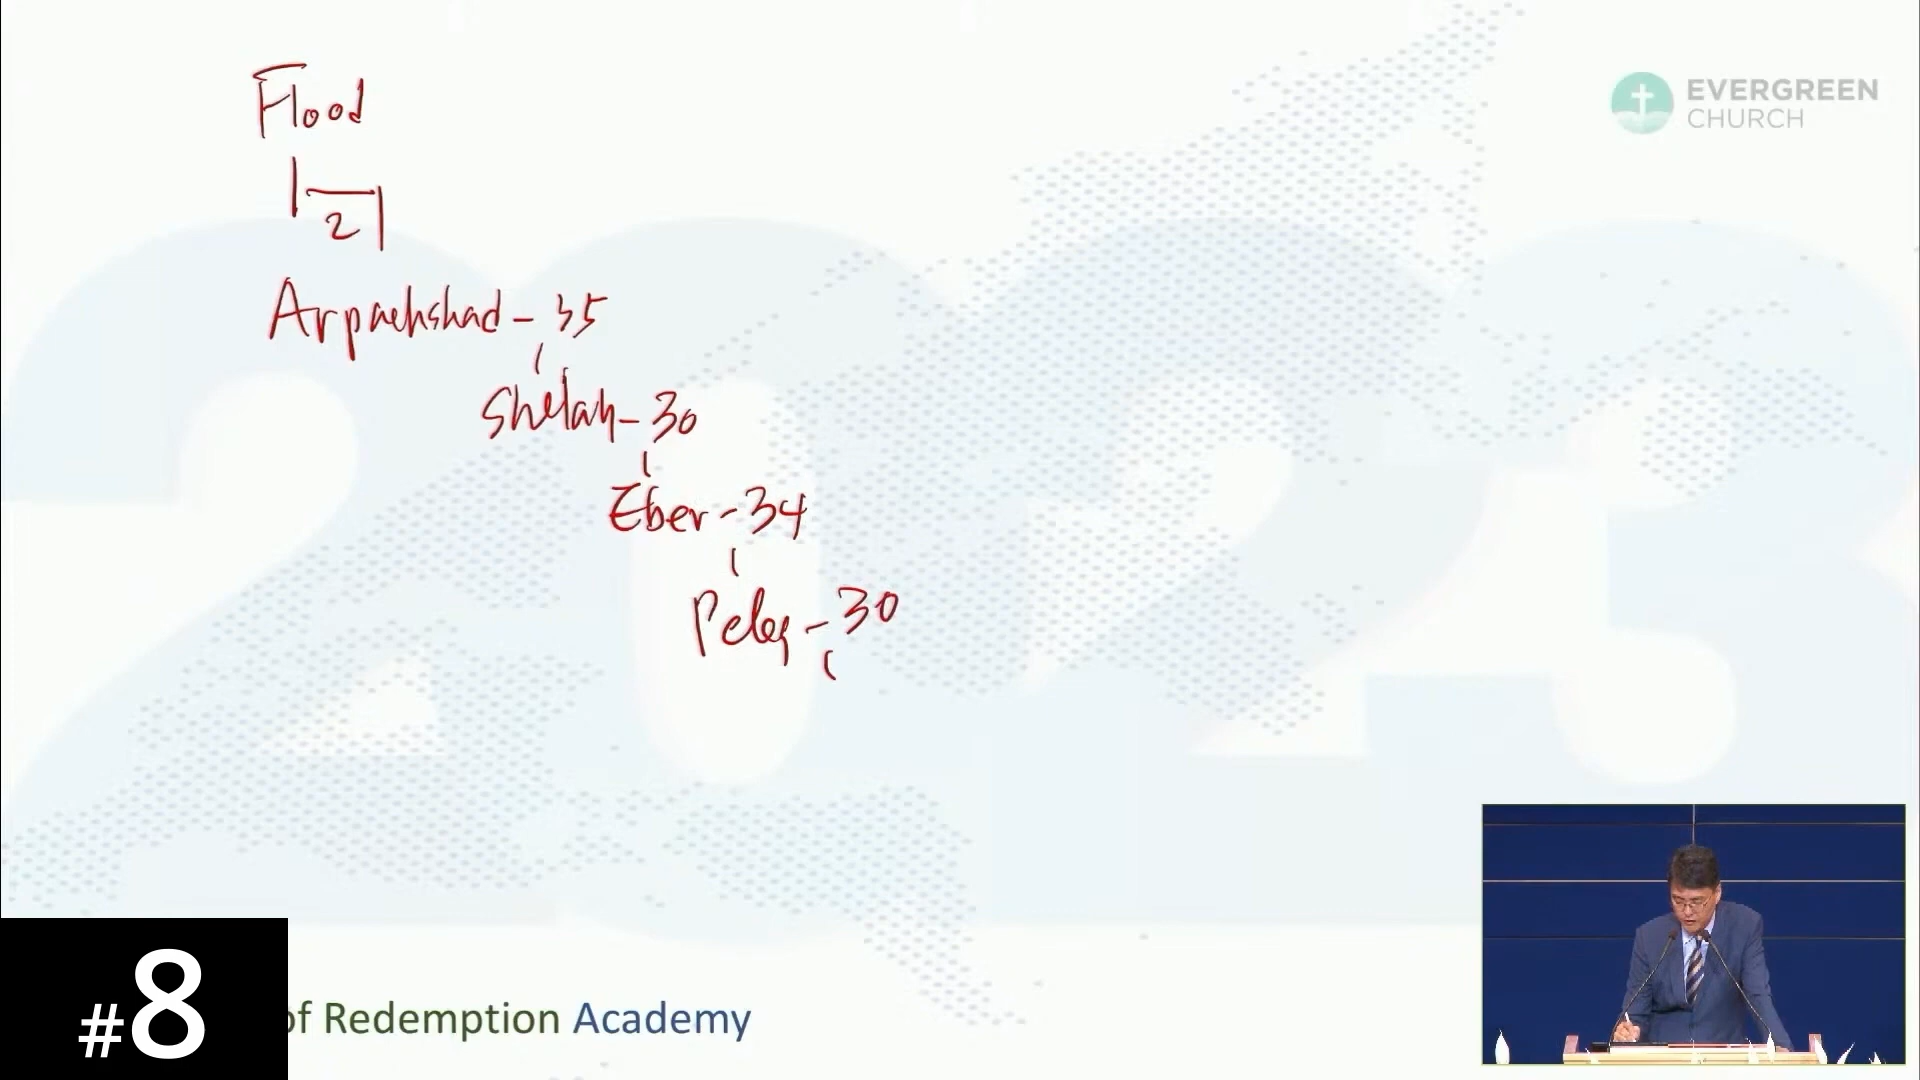 Flood
2
Arpachshad - 35
Shelah - 30
Eber - 34
Peleg - 30
EVERGREEN
CHURCH
#8
of Redemption Academy